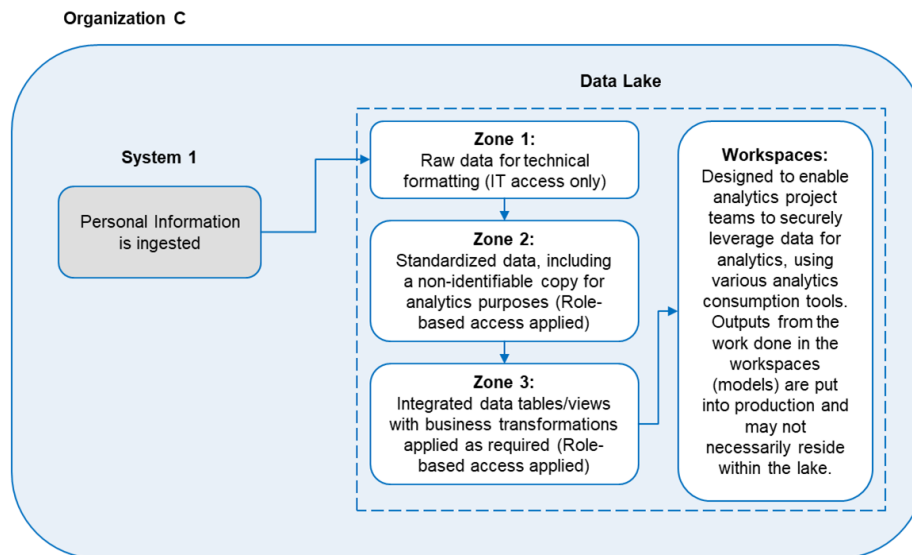 Organization C
Data Lake
System 1
Personal Information
is ingested
Zone 1:
Raw data for technical
formatting (IT access only)
Zone 2:
Standardized data, including
a non-identifiable copy for
analytics purposes (Role-
based access applied)
Zone 3:
Integrated data tables/views
with business transformations
applied as required (Role-
based access applied)
Workspaces:
Designed to enable
analytics project
teams to securely
leverage data for
analytics, using
various analytics
consumption tools.
Outputs from the
work done in the
workspaces
(models) are put
into production and
may not
necessarily reside
within the lake.